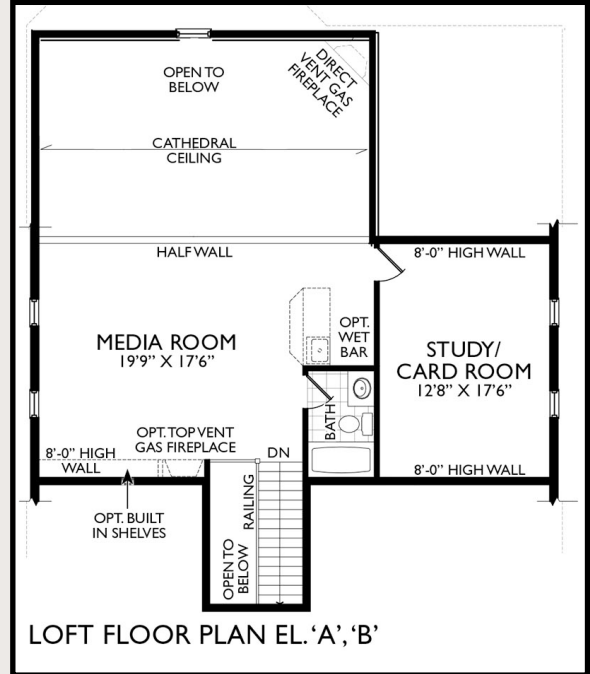 OPEN TO
BELOW
DIRECT
VENT GAS
FIREPLACE
CATHEDRAL
CEILING
HALF WALL
8'-0" HIGH WALL
OPT.
WET
BAR
MEDIA ROOM
19'9" X 17'6"
STUDY/
CARD ROOM
12'8" X 17'6"
BATH
OPT. TOP VENT
GAS FIREPLACE
8'-0" HIGH
WALL
DN
8'-0" HIGH WALL
OPT. BUILT
IN SHELVES
RAILING
OPEN TO
BELOW
LOFT FLOOR PLAN EL. 'A', 'B'